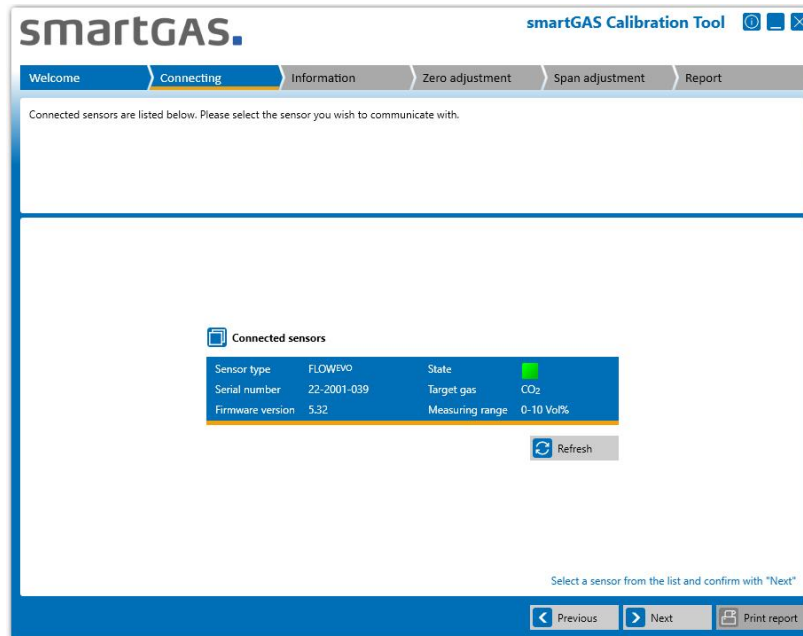 smartGAS.
smartGAS Calibration Tool
Welcome
Connecting
Information
Zero adjustment
Span adjustment
Report
Connected sensors are listed below. Please select the sensor you wish to communicate with.
Connected sensors
Sensor type FLOWEVO State
Serial number 22-2001-039 Target gas CO2
Firmware version 5.32 Measuring range 0-10 Vol%
Refresh
Select a sensor from the list and confirm with "Next"
Previous
Next
Print report